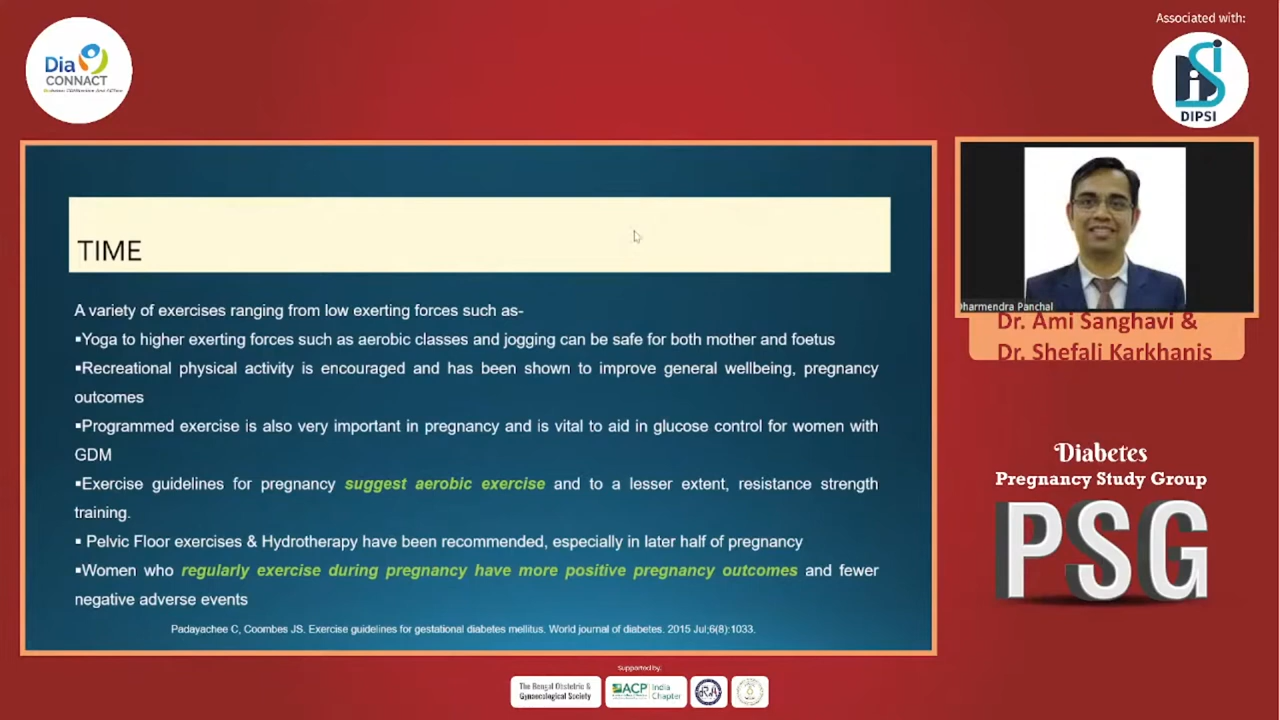 Associated with:
Dia
CONNACT
DIPSI
TIME
A variety of exercises ranging from low exerting forces such as-
▪Yoga to higher exerting forces such as aerobic classes and jogging can be safe for both mother and foetus
▪Recreational physical activity is encouraged and has been shown to improve general wellbeing, pregnancy
outcomes
▪Programmed exercise is also very important in pregnancy and is vital to aid in glucose control for women with
GDM
▪Exercise guidelines for pregnancy suggest aerobic exercise and to a lesser extent, resistance strength
training.
▪ Pelvic Floor exercises & Hydrotherapy have been recommended, especially in later half of pregnancy
▪Women who regularly exercise during pregnancy have more positive pregnancy outcomes and fewer
negative adverse events
Padayachee C, Coombes JS. Exercise guidelines for gestational diabetes mellitus. World journal of diabetes. 2015 Jul;6(8):1033.
Dharmendra Panchal
Dr. Ami Sanghavi &
Dr. Shefali Karkhanis
Diabetes
Pregnancy Study Group
PSG
Supported by:
The Bengal Obstetric &
Gynaecological Society
ACP
India
Chapter